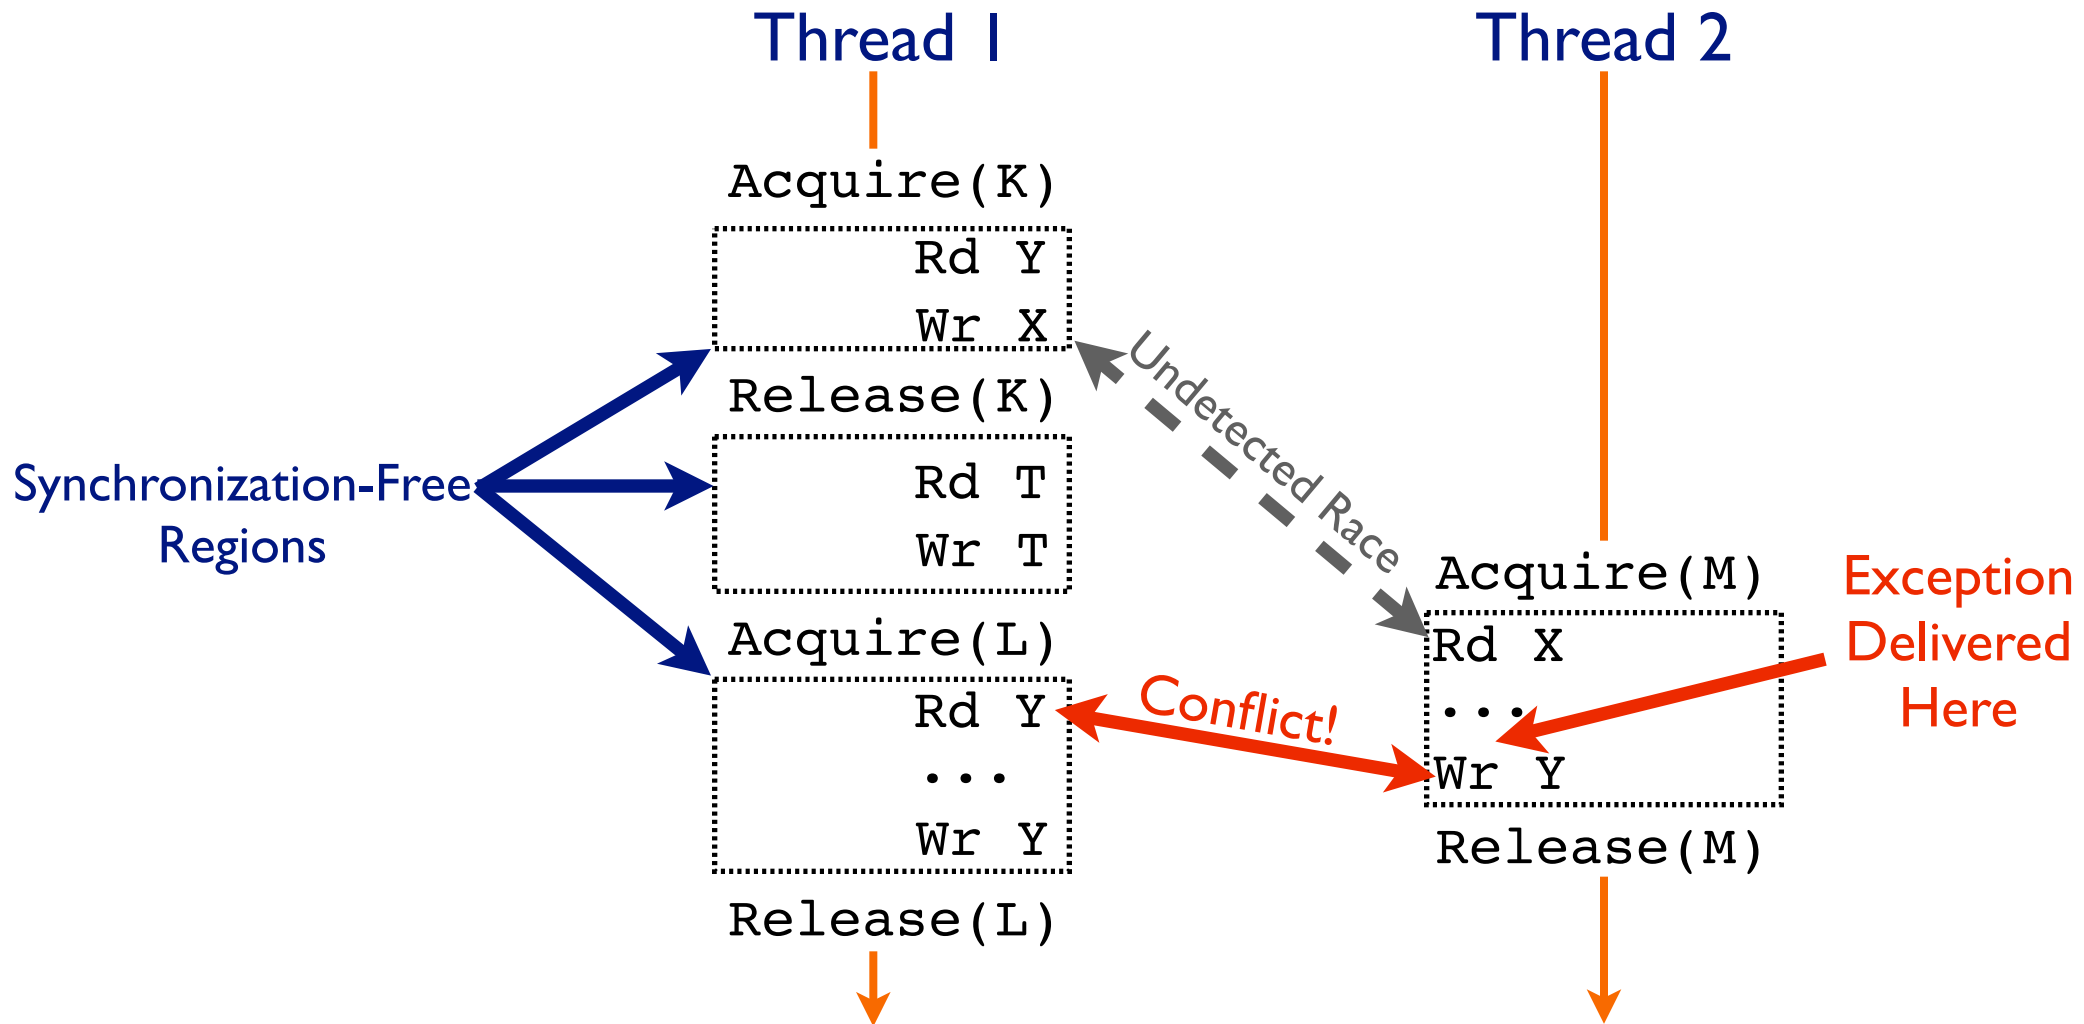 Thread 1
Thread 2
Acquire(K)
Rd Y
Wr X
Release(K)
Undetected Race
Synchronization-Free
Regions
Rd T
Wr T
Acquire(L)
Rd Y
...
Wr Y
Release(L)
Conflict!
Acquire(M)
Rd X
...
Wr Y
Release(M)
Exception
Delivered
Here